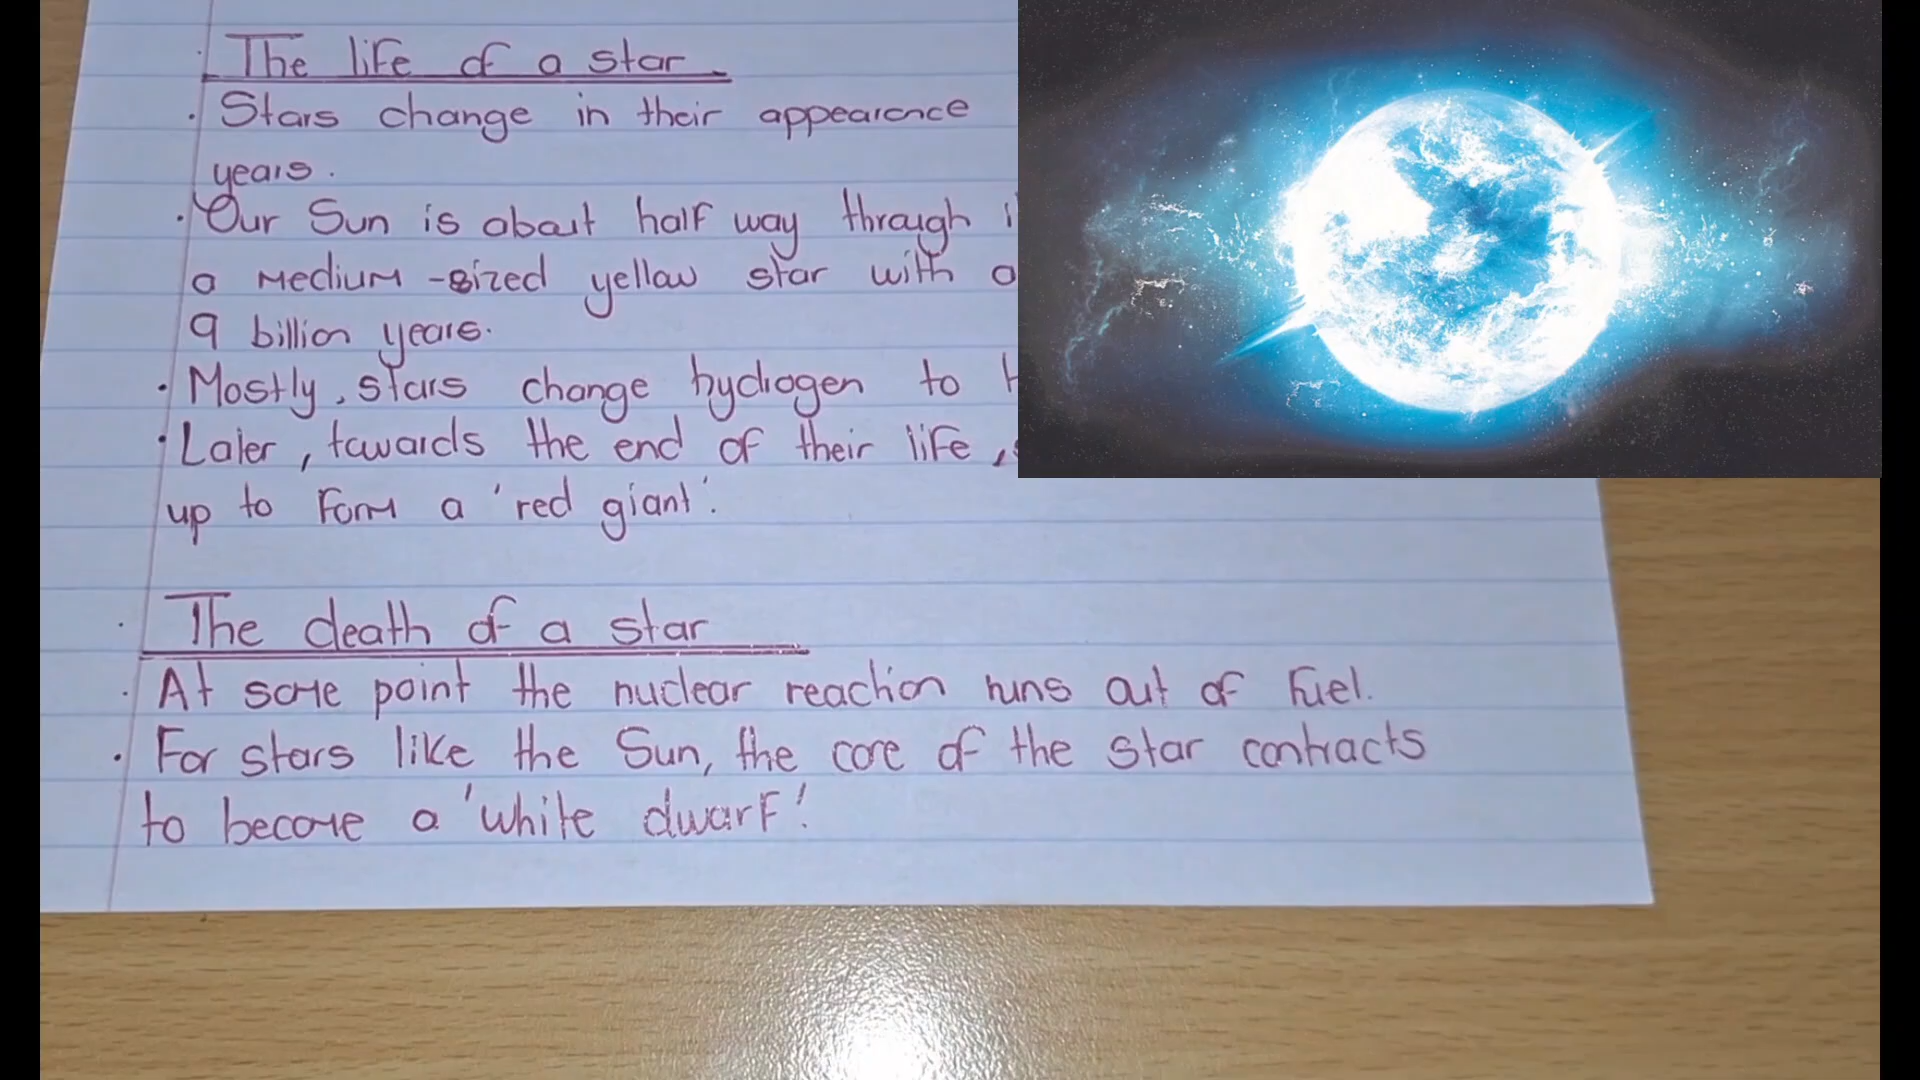 The life of a star
· Stars change in their appearence
years.
· Our Sun is about half way through
a medium-sized yellow star with
9 billion years.
· Mostly, stars change hydrogen to
· Later, towards the end of their life,
up to form a 'red giant'.
· The death of a star
· At some point the nuclear reaction runs out of fuel.
· For stars like the Sun, the core of the star contracts
to become a 'white dwarf'.